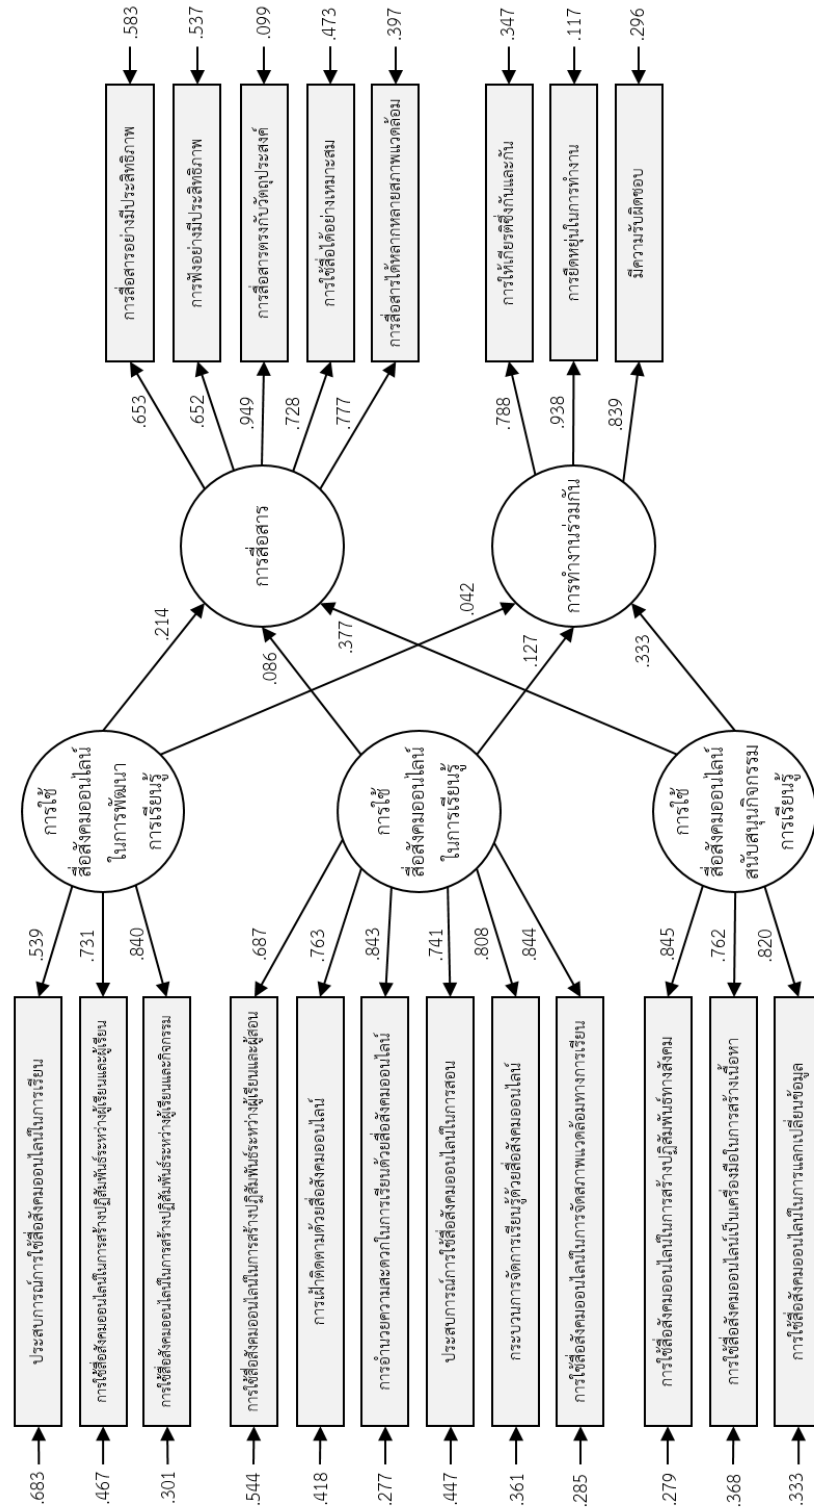 .683
ประสบการณ์การใช้สื่อสังคมออนไลน์ในการเรียน
.539
.467
การใช้สื่อสังคมออนไลน์ในการสร้างปฏิสัมพันธ์ระหว่างผู้เรียนและผู้เรียน
.731
.301
การใช้สื่อสังคมออนไลน์ในการสร้างปฏิสัมพันธ์ระหว่างผู้เรียนและกิจกรรม
.840
การใช้
สื่อสังคมออนไลน์
ในการพัฒนา
การเรียนรู้
.214
.042
.544
การใช้สื่อสังคมออนไลน์ในการสร้างปฏิสัมพันธ์ระหว่างผู้เรียนและผู้สอน
.687
.418
การเฝ้าติดตามด้วยสื่อสังคมออนไลน์
.763
.277
การอำนวยความสะดวกในการเรียนด้วยสื่อสังคมออนไลน์
.843
.447
ประสบการณ์การใช้สื่อสังคมออนไลน์ในการสอน
.741
.361
กระบวนการจัดการเรียนรู้ด้วยสื่อสังคมออนไลน์
.808
.285
การใช้สื่อสังคมออนไลน์ในการจัดสภาพแวดล้อมทางการเรียน
.844
การใช้
สื่อสังคมออนไลน์
ในการเรียนรู้
.086
.127
.279
การใช้สื่อสังคมออนไลน์ในการสร้างปฏิสัมพันธ์ทางสังคม
.845
.368
การใช้สื่อสังคมออนไลน์เป็นเครื่องมือในการสร้างเนื้อหา
.762
.333
การใช้สื่อสังคมออนไลน์ในการแลกเปลี่ยนข้อมูล
.820
การใช้
สื่อสังคมออนไลน์
สนับสนุนกิจกรรม
การเรียนรู้
.377
.333
การสื่อสาร
.653
การสื่อสารอย่างมีประสิทธิภาพ
.583
.652
การฟังอย่างมีประสิทธิภาพ
.537
.949
การสื่อสารตรงกับวัตถุประสงค์
.099
.728
การใช้สื่อได้อย่างเหมาะสม
.473
.777
การสื่อสารได้หลากหลายสภาพแวดล้อม
.397
การทำงานร่วมกัน
.788
การให้เกียรติซึ่งกันและกัน
.347
.938
การยืดหยุ่นในการทำงาน
.117
.839
มีความรับผิดชอบ
.296